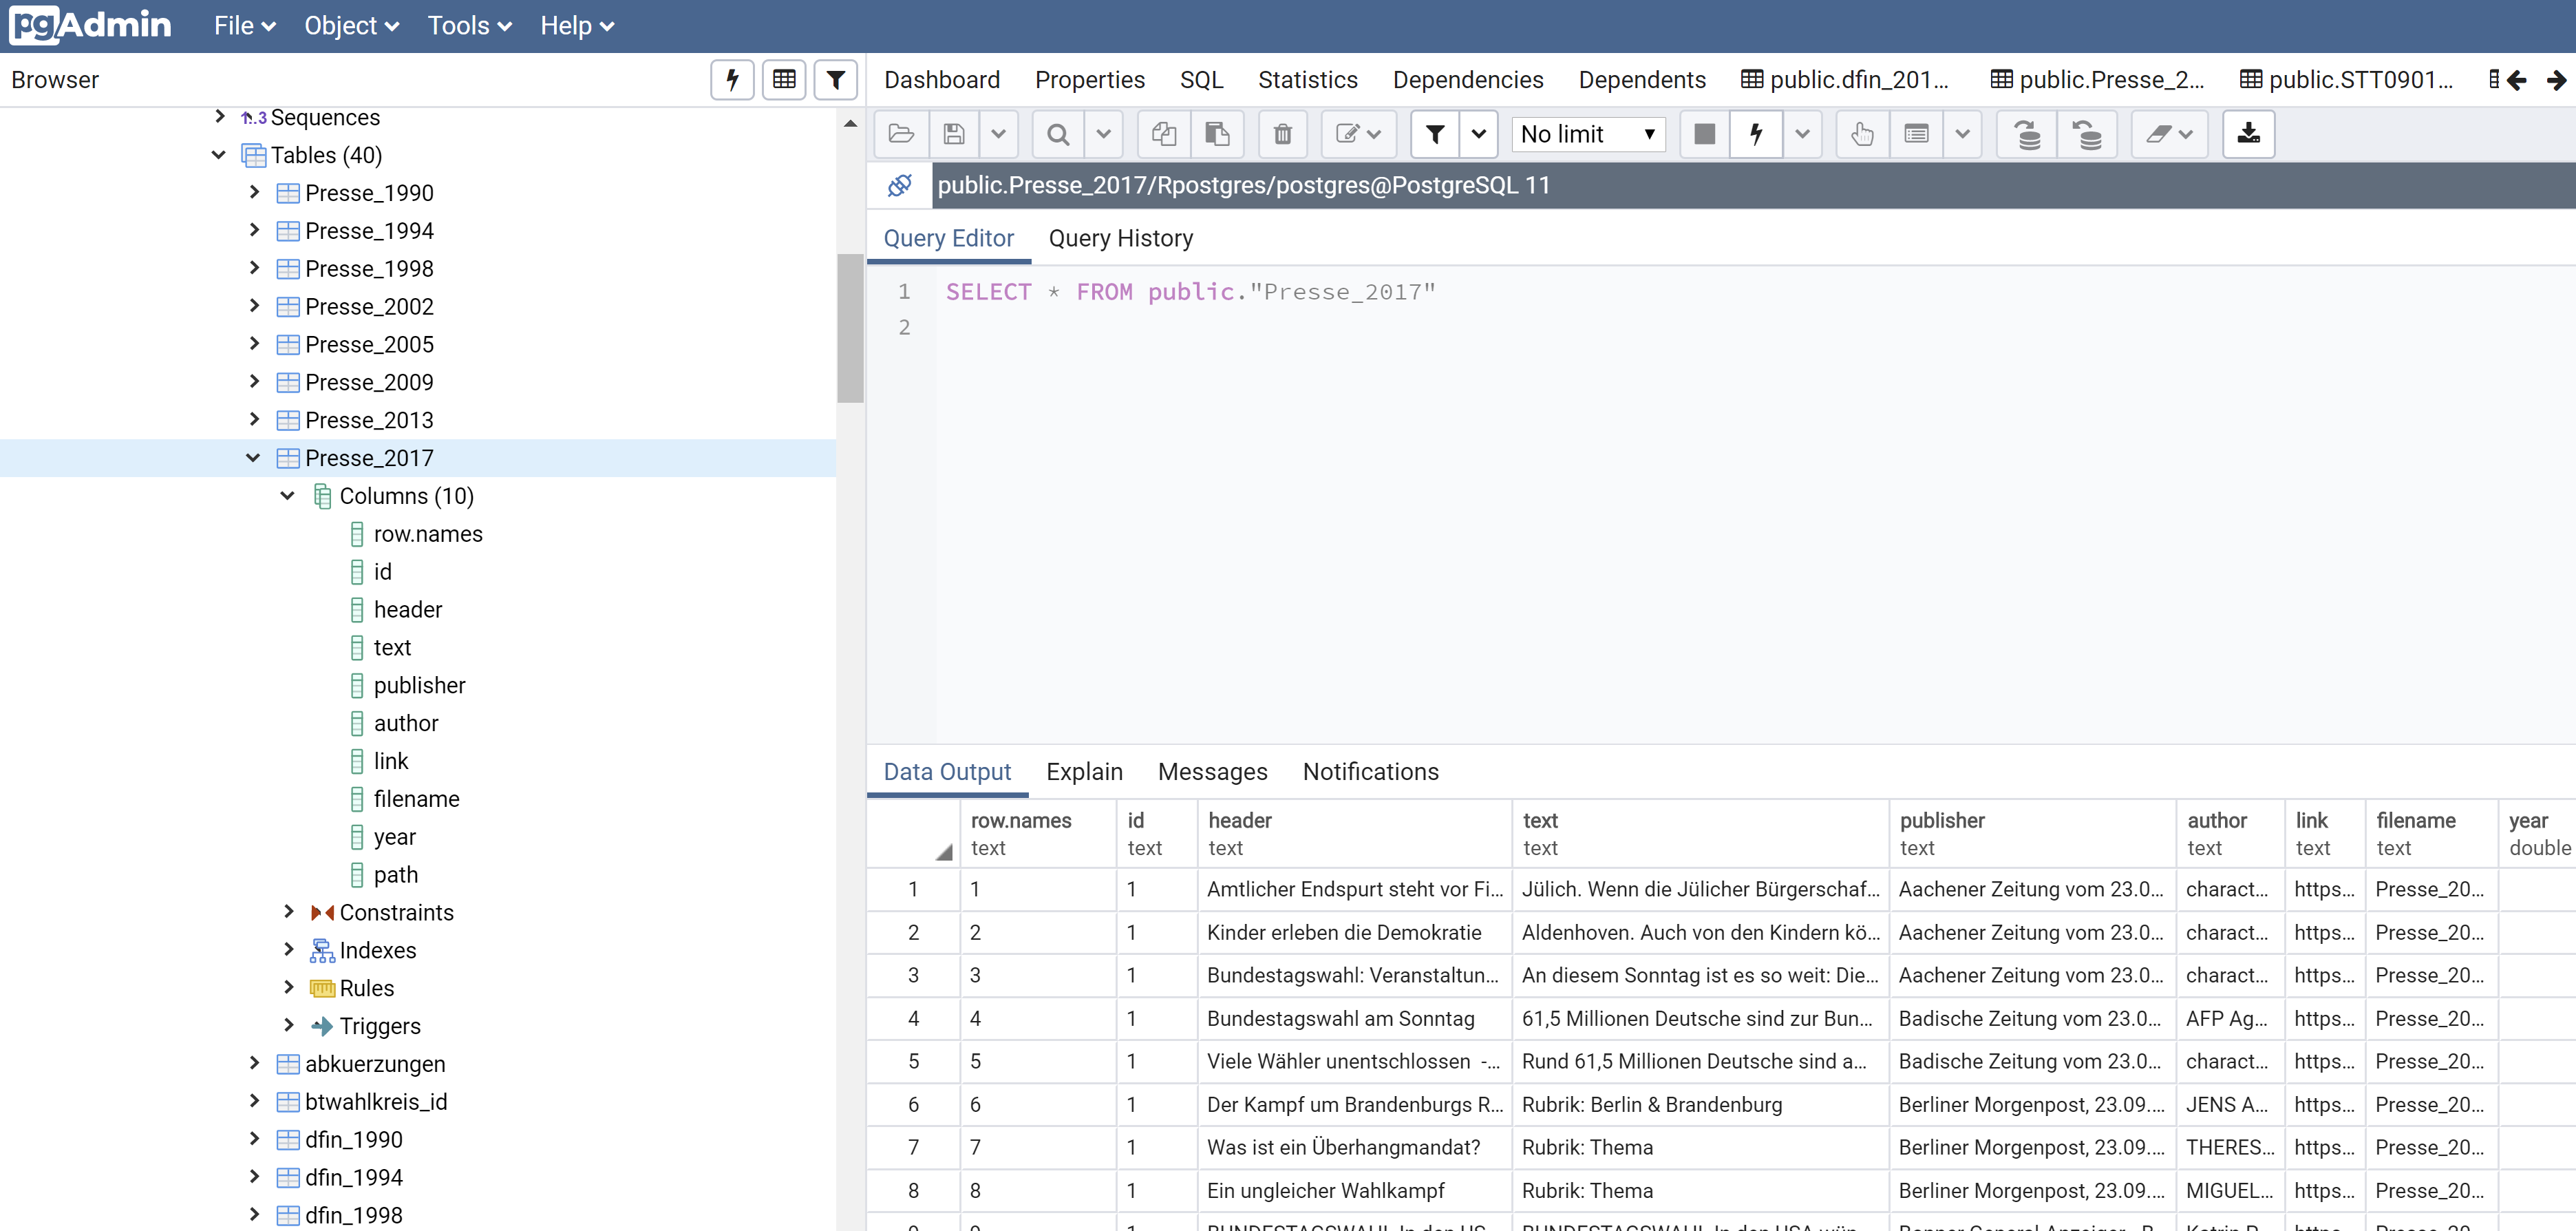 pgAdmin File Object Tools Help
Browser
Sequences
Tables (40)
Presse_1990
Presse_1994
Presse_1998
Presse_2002
Presse_2005
Presse_2009
Presse_2013
Presse_2017
Columns (10)
row.names
id
header
text
publisher
author
link
filename
year
path
Constraints
Indexes
Rules
Triggers
abkuerzungen
btwahlkreis_id
dfin_1990
dfin_1994
dfin_1998
Dashboard Properties SQL Statistics Dependencies Dependents public.dfin_201... public.Presse_2... public.STT0901...
No limit
public.Presse_2017/Rpostgres/postgres@PostgreSQL 11
Query Editor Query History
1 SELECT * FROM public."Presse_2017"
2
Data Output Explain Messages Notifications
row.names id header text publisher author link filename year
text text text text text text text text double
1 1 1 Amtlicher Endspurt steht vor Fi... Jülich. Wenn die Jülicher Bürgerschaf... Aachener Zeitung vom 23.0... charact... https... Presse_20...
2 2 1 Kinder erleben die Demokratie Aldenhoven. Auch von den Kindern kö... Aachener Zeitung vom 23.0... charact... https... Presse_20...
3 3 1 Bundestagswahl: Veranstaltun... An diesem Sonntag ist es so weit: Die... Aachener Zeitung vom 23.0... charact... https... Presse_20...
4 4 1 Bundestagswahl am Sonntag 61,5 Millionen Deutsche sind zur Bun... Badische Zeitung vom 23.0... AFP Ag... https... Presse_20...
5 5 1 Viele Wähler unentschlossen -... Rund 61,5 Millionen Deutsche sind a... Badische Zeitung vom 23.0... charact... https... Presse_20...
6 6 1 Der Kampf um Brandenburgs R... Rubrik: Berlin & Brandenburg Berliner Morgenpost, 23.09.... JENS A... https... Presse_20...
7 7 1 Was ist ein Überhangmandat? Rubrik: Thema Berliner Morgenpost, 23.09.... THERES... https... Presse_20...
8 8 1 Ein ungleicher Wahlkampf Rubrik: Thema Berliner Morgenpost, 23.09.... MIGUEL... https... Presse_20...